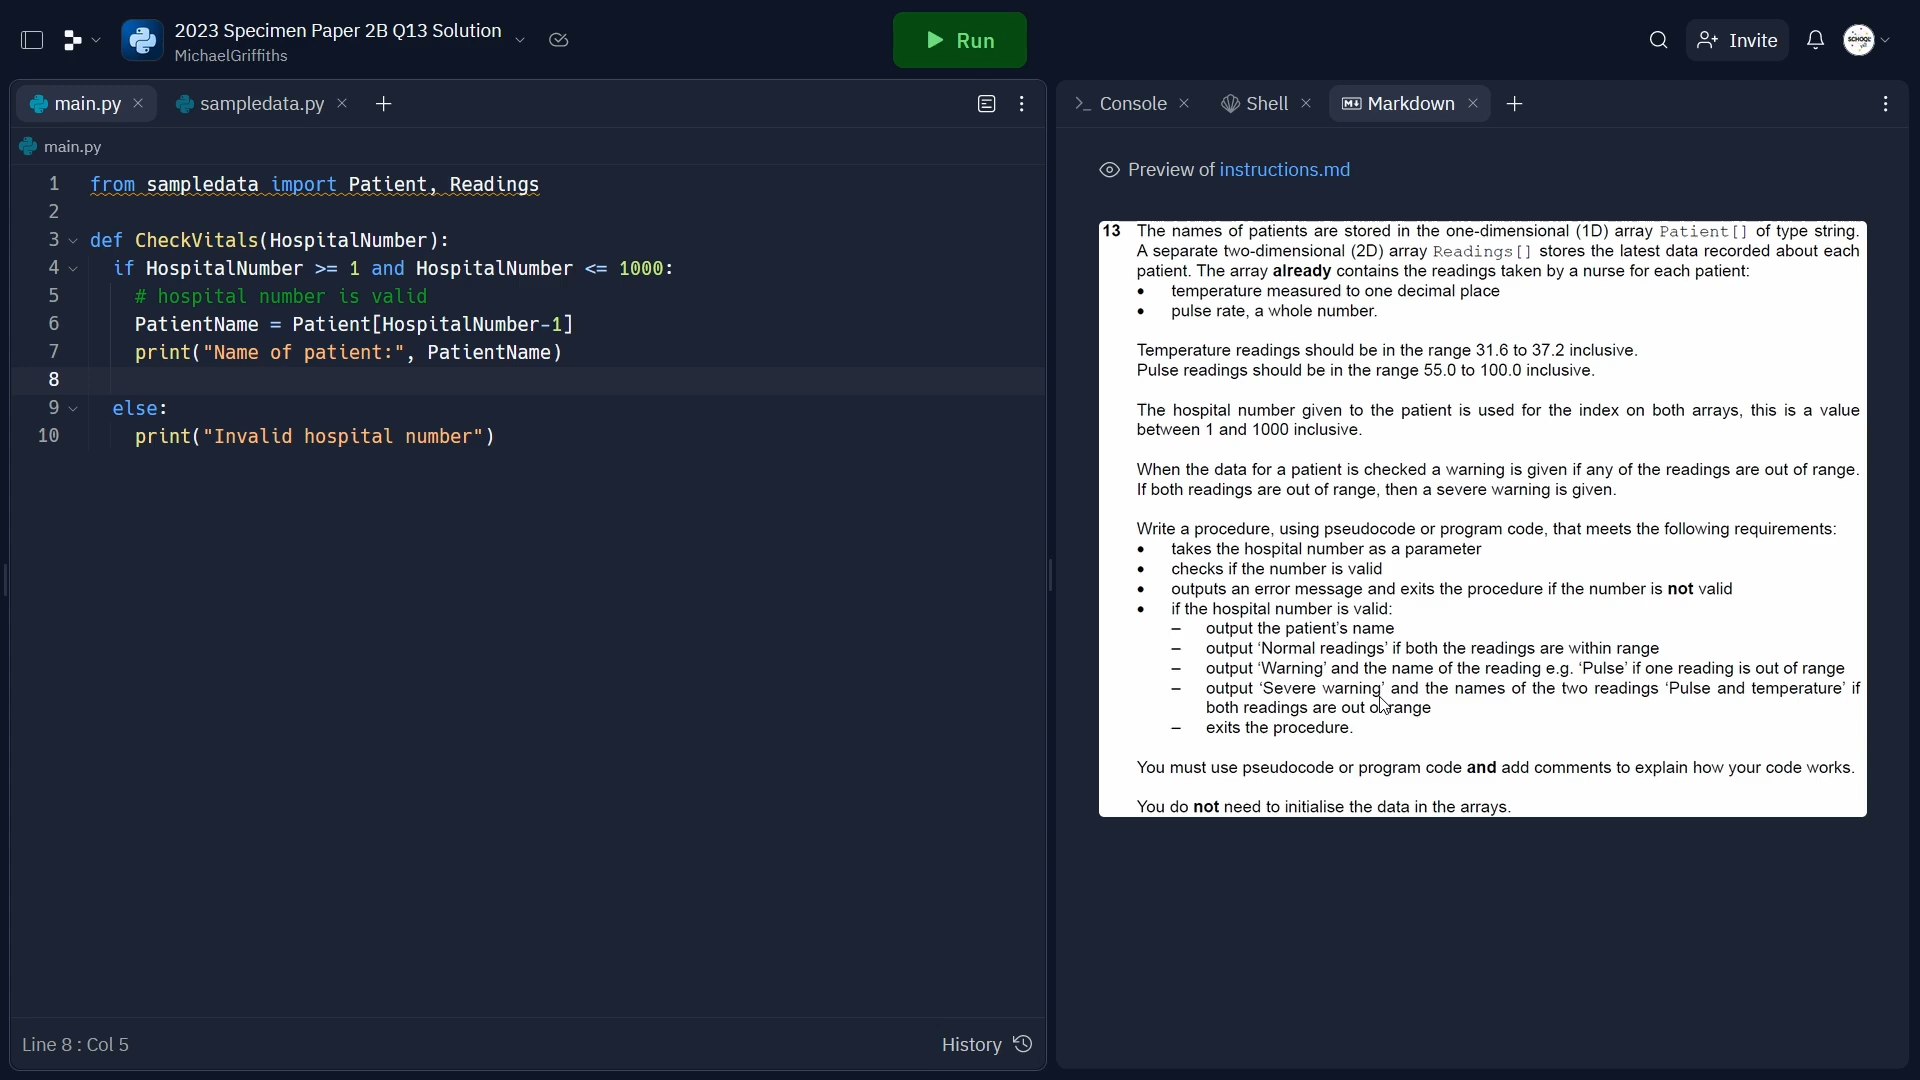 2023 Specimen Paper 2B Q13 Solution
MichaelGriffiths
Run
Invite
main.py
sampledata.py
main.py
1 from sampledata import Patient, Readings
2
3 def CheckVitals(HospitalNumber):
4 if HospitalNumber >= 1 and HospitalNumber <= 1000:
5 # hospital number is valid
6 PatientName = Patient[HospitalNumber-1]
7 print("Name of patient:", PatientName)
8
9 else:
10 print("Invalid hospital number")
Line 8 : Col 5
History
Console
Shell
Markdown
Preview of instructions.md
13 The names of patients are stored in the one-dimensional (1D) array Patient[] of type string.
A separate two-dimensional (2D) array Readings[] stores the latest data recorded about each
patient. The array already contains the readings taken by a nurse for each patient:
• temperature measured to one decimal place
• pulse rate, a whole number.
Temperature readings should be in the range 31.6 to 37.2 inclusive.
Pulse readings should be in the range 55.0 to 100.0 inclusive.
The hospital number given to the patient is used for the index on both arrays, this is a value
between 1 and 1000 inclusive.
When the data for a patient is checked a warning is given if any of the readings are out of range.
If both readings are out of range, then a severe warning is given.
Write a procedure, using pseudocode or program code, that meets the following requirements:
• takes the hospital number as a parameter
• checks if the number is valid
• outputs an error message and exits the procedure if the number is not valid
• if the hospital number is valid:
– output the patient’s name
– output ‘Normal readings’ if both the readings are within range
– output ‘Warning’ and the name of the reading e.g. ‘Pulse’ if one reading is out of range
– output ‘Severe warning’ and the names of the two readings ‘Pulse and temperature’ if
both readings are out of range
– exits the procedure.
You must use pseudocode or program code and add comments to explain how your code works.
You do not need to initialise the data in the arrays.